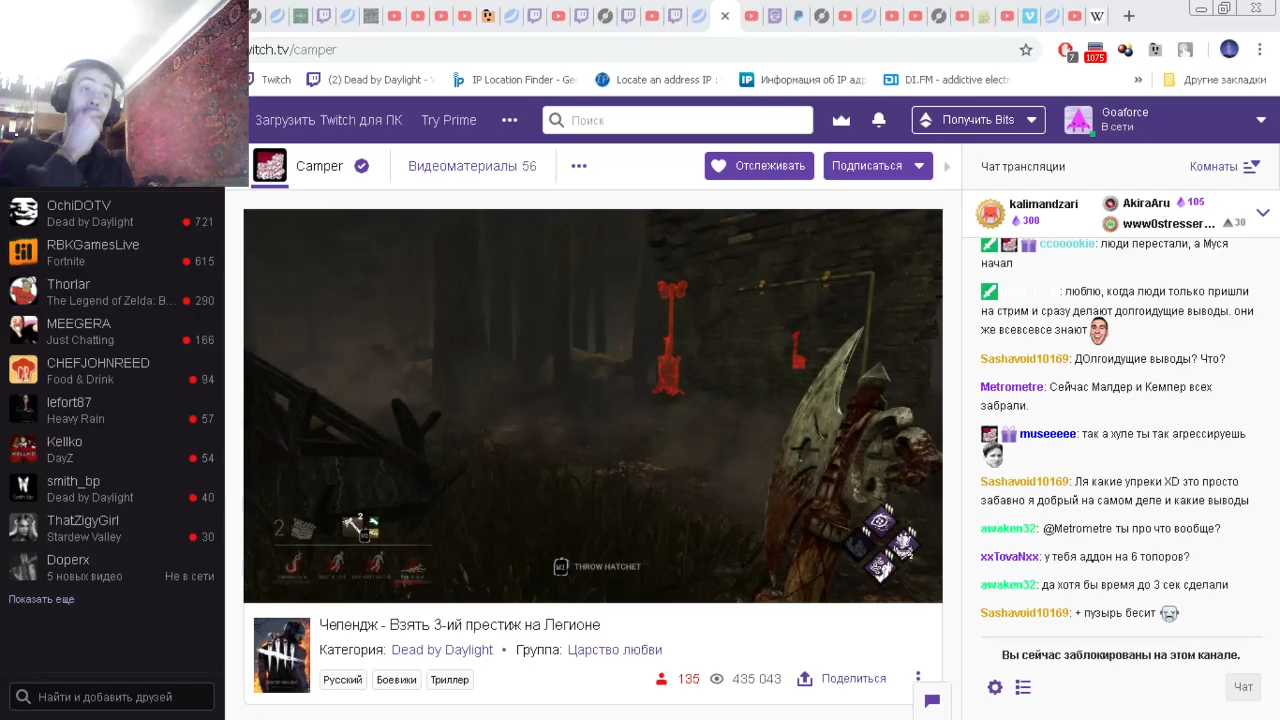 itch.tv/camper
7
1075
Twitch
(2) Dead by Daylight -
IP Location Finder - Geo
Locate an address IP :
Информация об IP адр
DI.FM - addictive electr
»
Другие закладки
Загрузить Twitch для ПК
Try Prime
Поиск
Получить Bits
Goaforce
В сети
Camper
Видеоматериалы 56
Отслеживать
Подписаться
Чат трансляции
Комнаты
OchiDOTV
Dead by Daylight
721
RBKGamesLive
Fortnite
615
Thorlar
The Legend of Zelda: B...
290
MEEGERA
Just Chatting
166
CHEFJOHNREED
Food & Drink
94
lefort87
Heavy Rain
57
Kellko
DayZ
54
smith_bp
Dead by Daylight
40
ThatZigyGirl
Stardew Valley
30
Doperx
5 новых видео
Не в сети
Показать еще
Найти и добавить друзей
2
2
M2
THROW HATCHET
Челендж - Взять 3-ий престиж на Легионе
Категория: Dead by Daylight • Группа: Царство любви
Русский
Боевики
Триллер
135
435 043
Поделиться
kalimandzari
300
AkiraAru
105
www0stresser...
30
ccooookie: люди перестали, а Муся
начал
: люблю, когда люди только пришли
на стрим и сразу делают долгоидущие выводы. они
же всевсевсе знают
Sashavoid10169: ДОлгоидущие выводы? Что?
Metrometre: Сейчас Малдер и Кемпер всех
забрали.
museeeee: так а хуле ты так агрессируешь
Sashavoid10169: Ля какие упреки XD это просто
забавно я добрый на самом деле и какие выводы
awaken32: @Metrometre ты про что вообще?
xxTovaNxx: у тебя аддон на 6 топоров?
awaken32: да хотя бы время до 3 сек сделали
Sashavoid10169: + пузырь бесит
Вы сейчас заблокированы на этом канале.
Чат